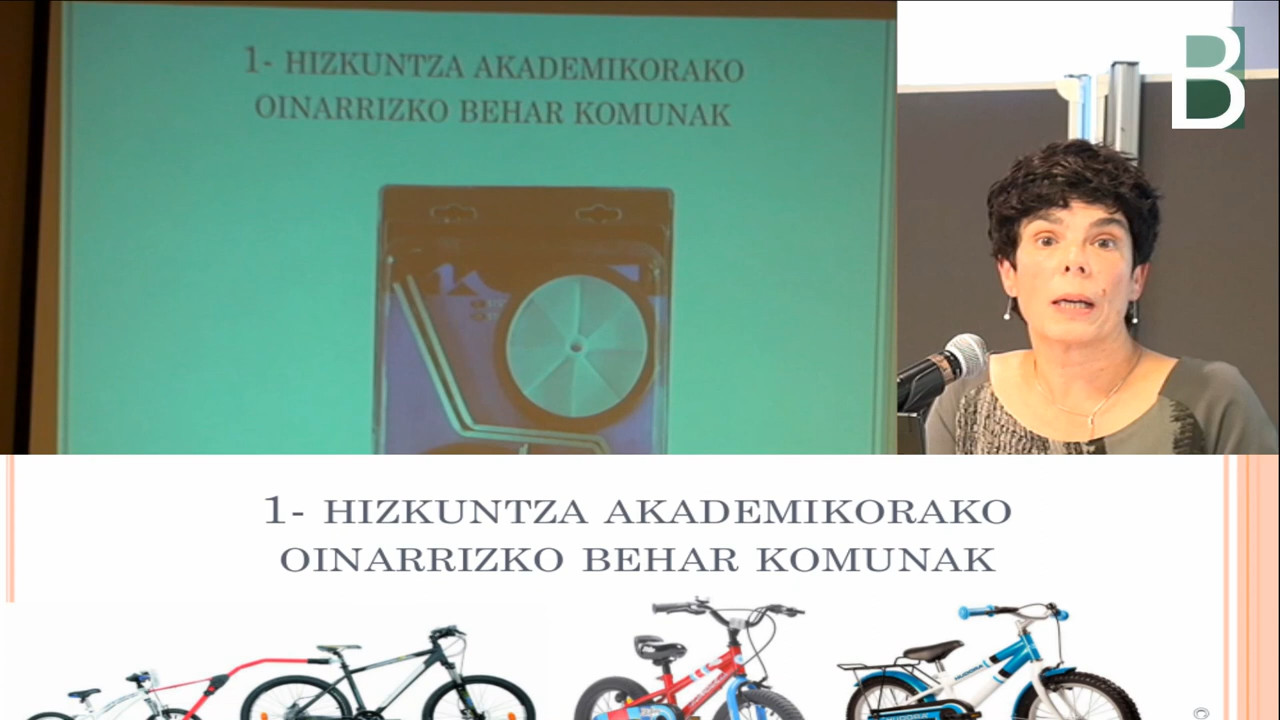 1- HIZKUNTZA AKADEMIKORAKO
OINARRIZKO BEHAR KOMUNAK
B
1- HIZKUNTZA AKADEMIKORAKO
OINARRIZKO BEHAR KOMUNAK
©